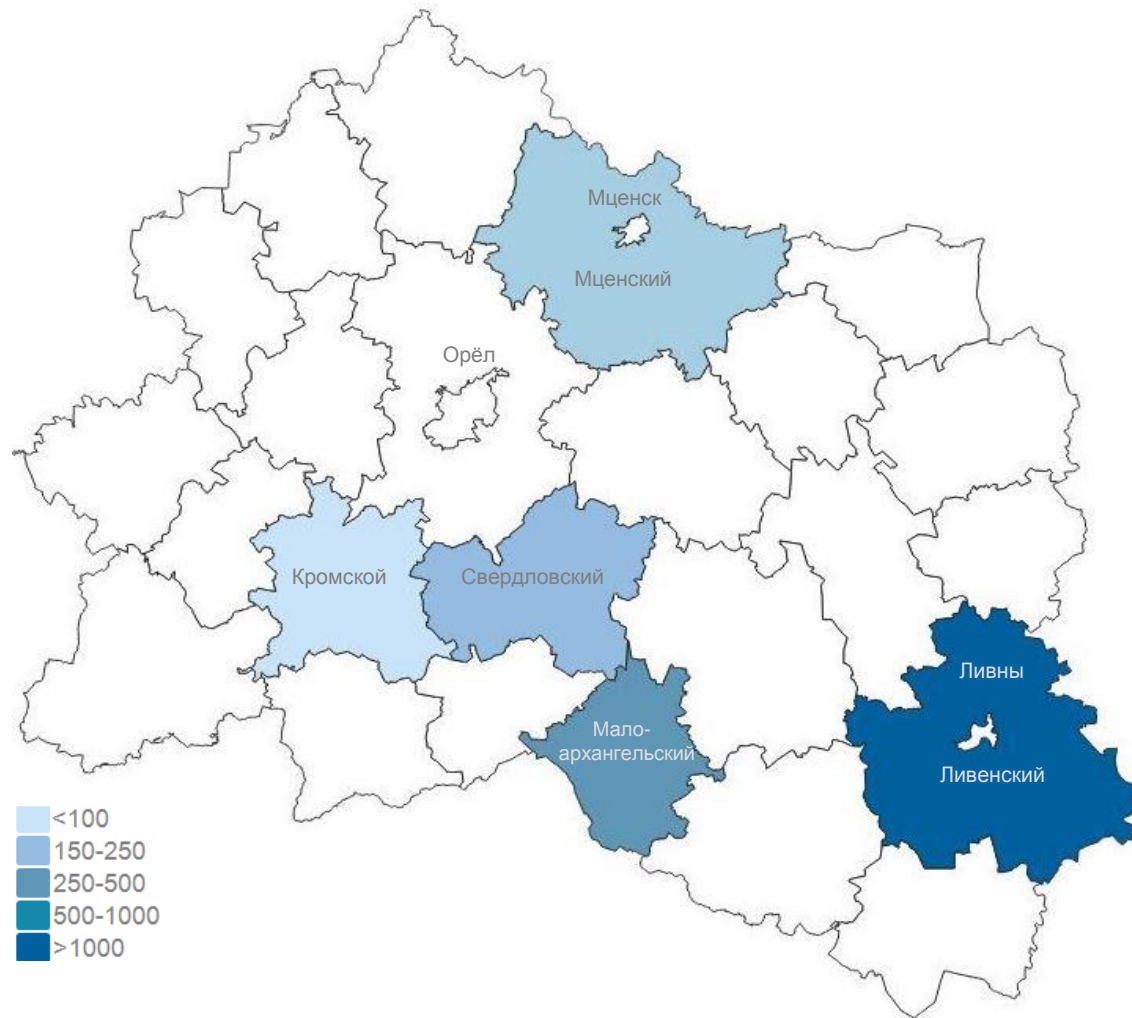 Мценск
Мценский
Орёл
Кромской
Свердловский
Ливны
Мало-
архангельский
Ливенский
<100
150-250
250-500
500-1000
>1000